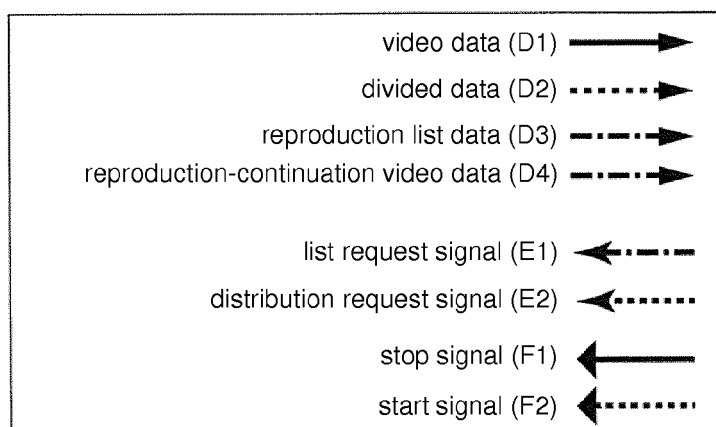 video data (D1)
divided data (D2)
reproduction list data (D3)
reproduction-continuation video data (D4)
list request signal (E1)
distribution request signal (E2)
stop signal (F1)
start signal (F2)